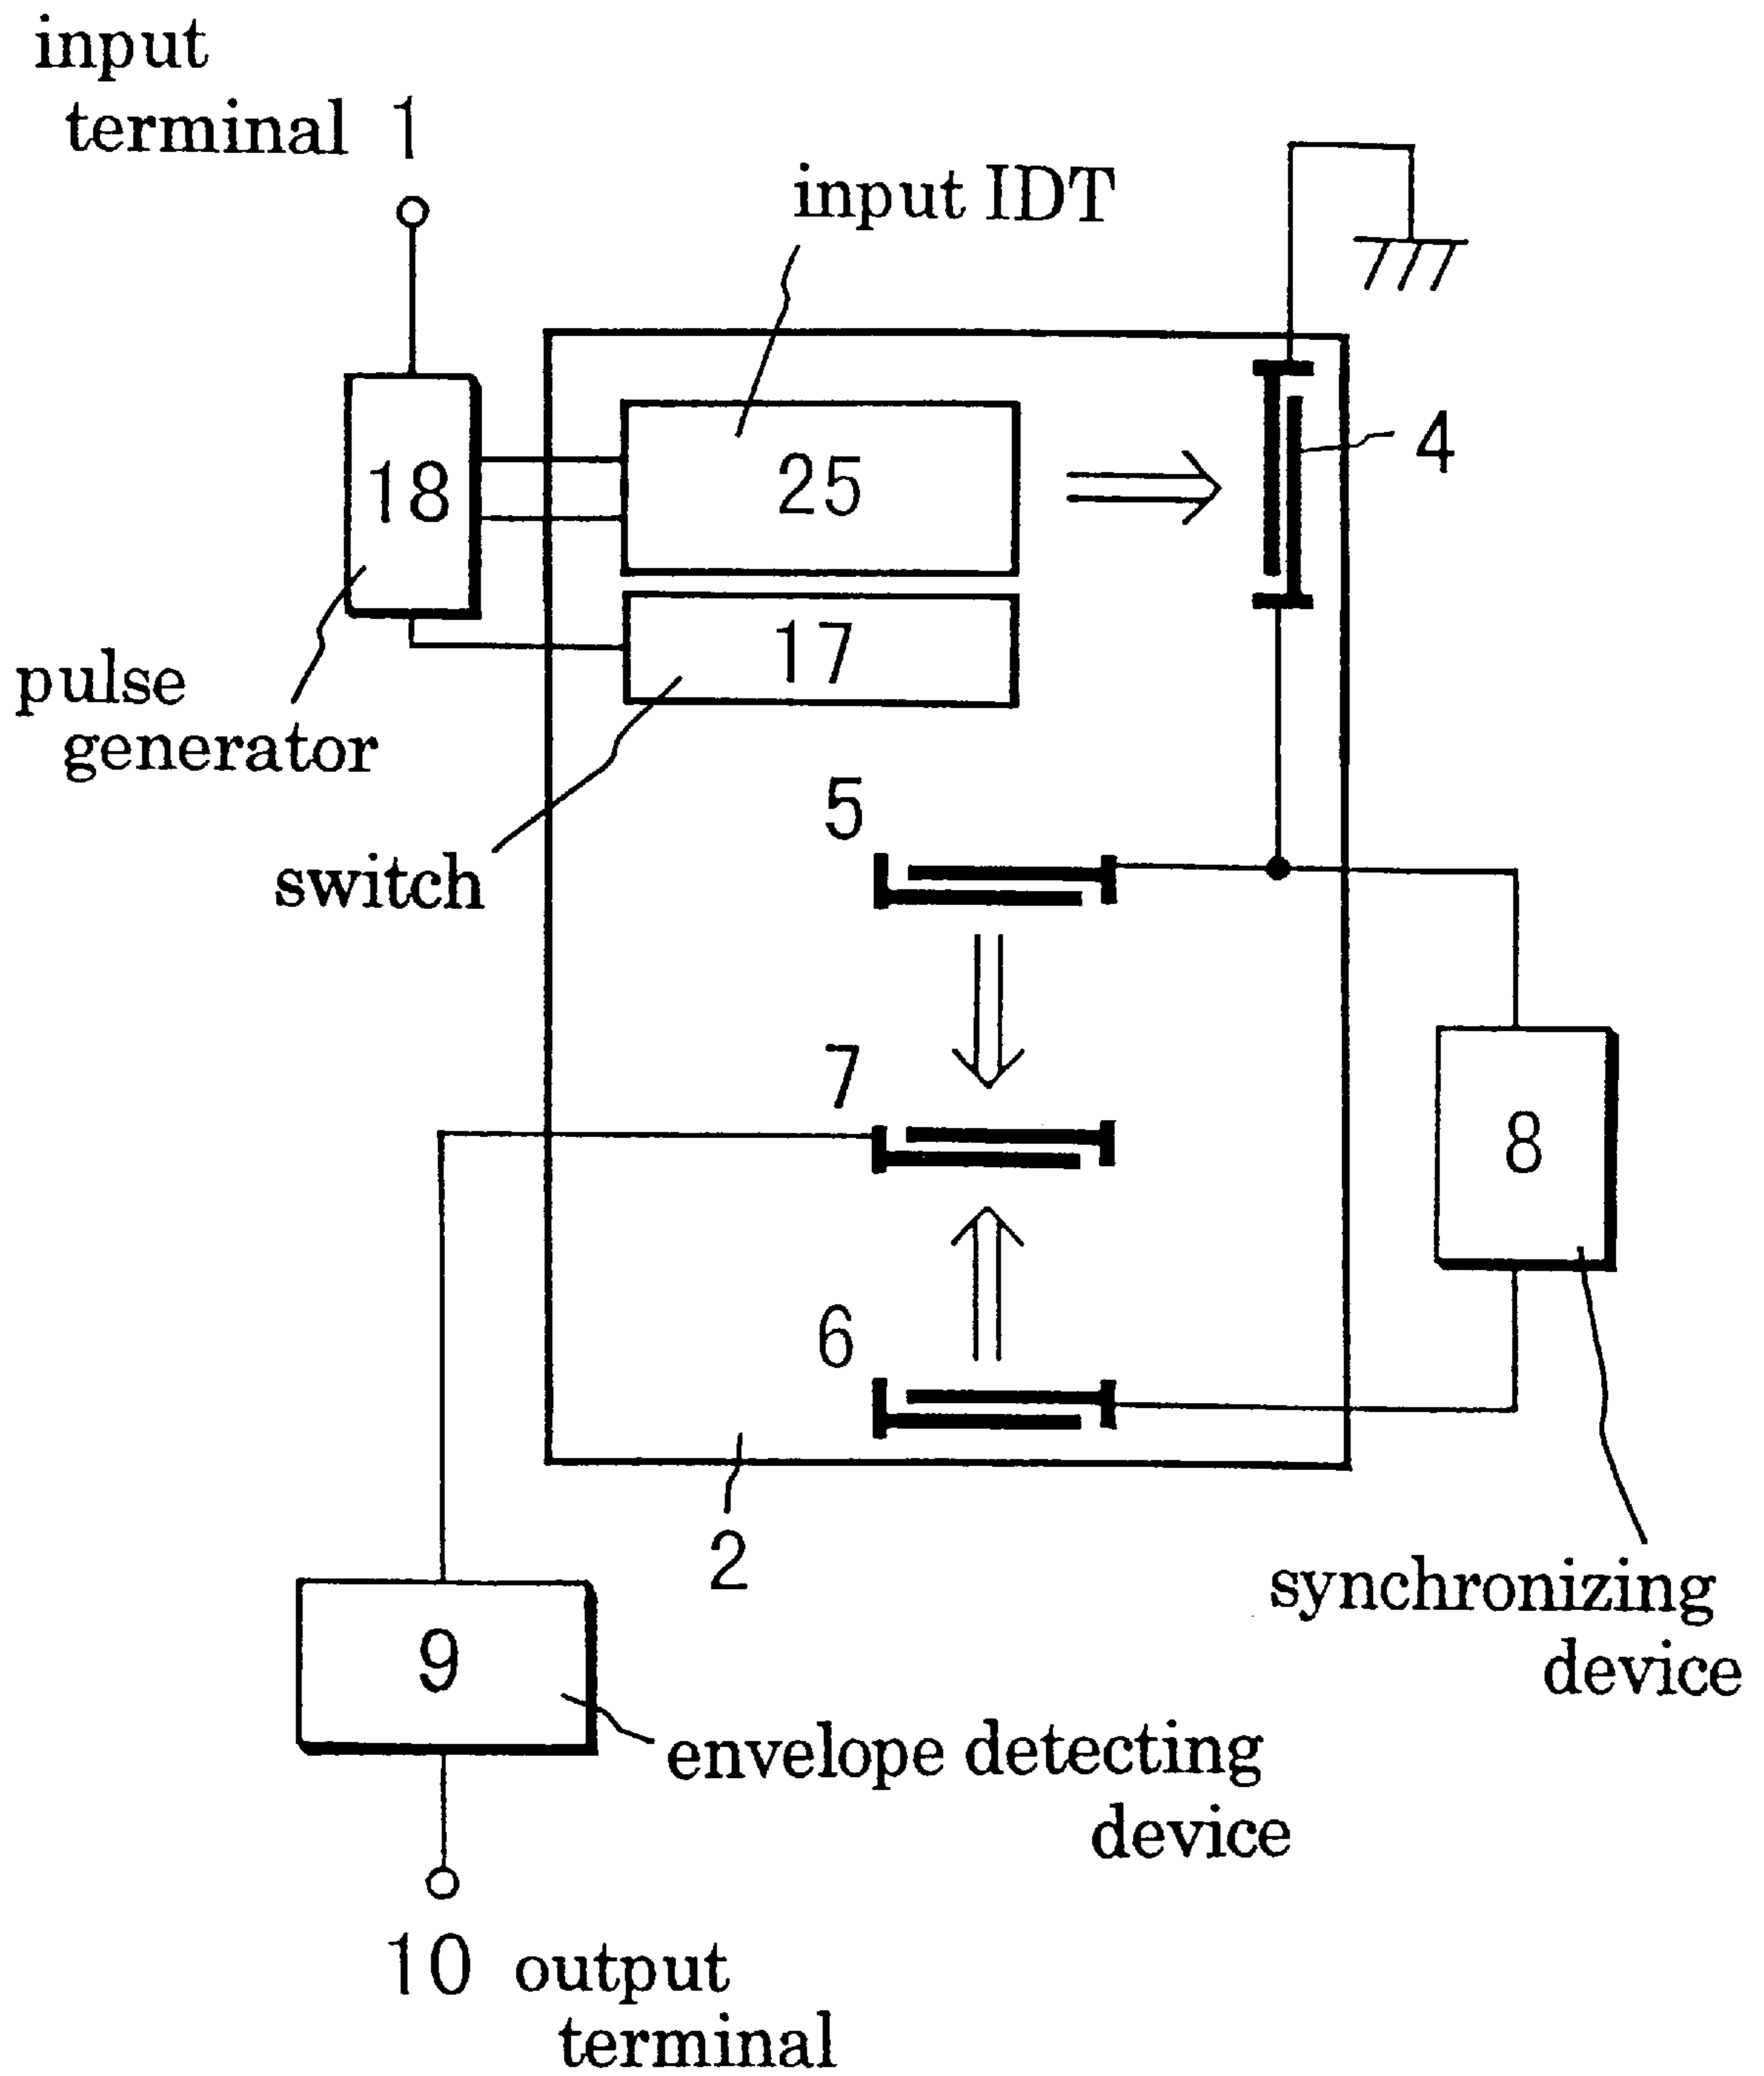 input
terminal 1
input IDT
4
18
25
17
pulse
generator
switch
5
7
8
6
2
9
synchronizing
device
envelope detecting
device
10 output
terminal